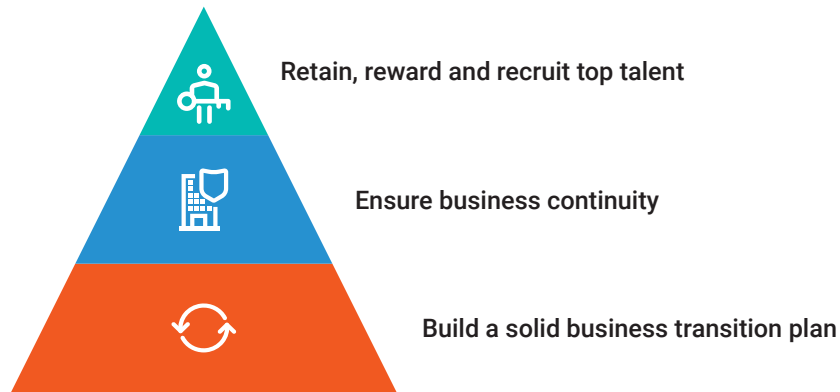 Retain, reward and recruit top talent
Ensure business continuity
Build a solid business transition plan